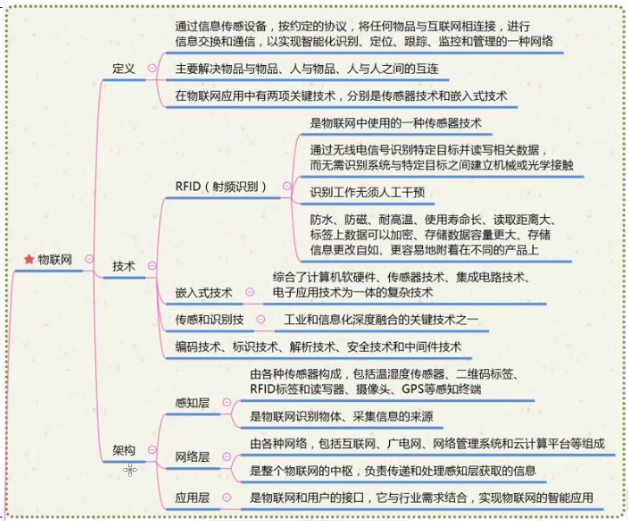 通过信息传感设备，按约定的协议，将任何物品与互联网相连接，进行
信息交换和通信，以实现智能化识别、定位、跟踪、监控和管理的一种网络
定义
主要解决物品与物品、人与物品、人与人之间的互连
在物联网应用中有两项关键技术，分别是传感器技术和嵌入式技术
是物联网中使用的一种传感器技术
通过无线电信号识别特定目标并读写相关数据，
而无需识别系统与特定目标之间建立机械或光学接触
RFID（射频识别）
识别工作无须人工干预
防水、防磁、耐高温、使用寿命长、读取距离大、
标签上数据可以加密、存储数据容量更大、存储
信息更改自如、更容易地附着在不同的产品上
物联网
技术
综合了计算机软硬件、传感器技术、集成电路技术、
电子应用技术为一体的复杂技术
嵌入式技术
传感和识别技
工业和信息化深度融合的关键技术之一
编码技术、标识技术、解析技术、安全技术和中间件技术
由各种传感器构成，包括温湿度传感器、二维码标签、
RFID标签和读写器、摄像头、GPS等感知终端
感知层
是物联网识别物体、采集信息的来源
架构
由各种网络，包括互联网、广电网、网络管理系统和云计算平台等组成
网络层
是整个物联网的中枢，负责传递和处理感知层获取的信息
应用层
是物联网和用户的接口，它与行业需求结合，实现物联网的智能应用